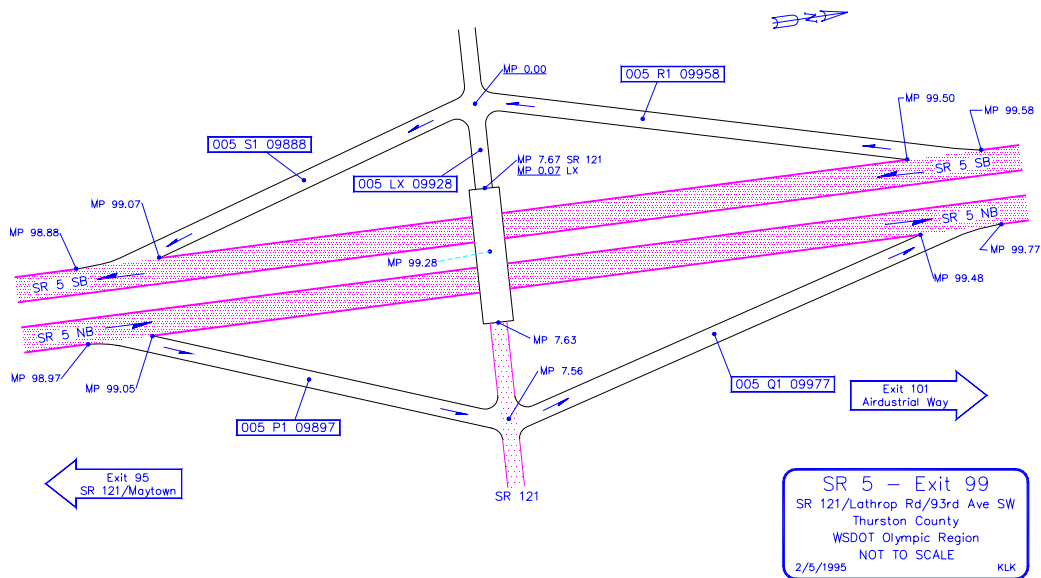 N
MP 0.00
005 R1 09958
MP 99.50
MP 99.58
005 S1 09888
005 LX 09928
MP 7.67 SR 121
MP 0.07 LX
SR 5 SB
MP 99.07
MP 98.88
SR 5 NB
MP 99.77
MP 99.28
MP 99.48
SR 5 SB
SR 5 NB
MP 7.63
MP 98.97
MP 99.05
MP 7.56
005 Q1 09977
Exit 101
Airdustrial Way
005 P1 09897
Exit 95
SR 121/Maytown
SR 121
SR 5 – Exit 99
SR 121/Lathrop Rd/93rd Ave SW
Thurston County
WSDOT Olympic Region
NOT TO SCALE
2/5/1995 KLK